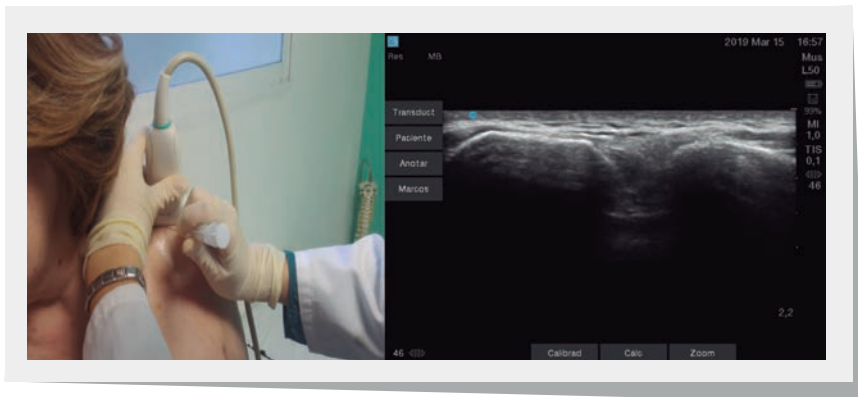 2019 Mar 15 16:57
Res MB
Mus
L50
99%
MI
1,0
TIS
0,1
46
Transduct
Paciente
Anotar
Marcos
2,2
46
Calibrad Calc Zoom